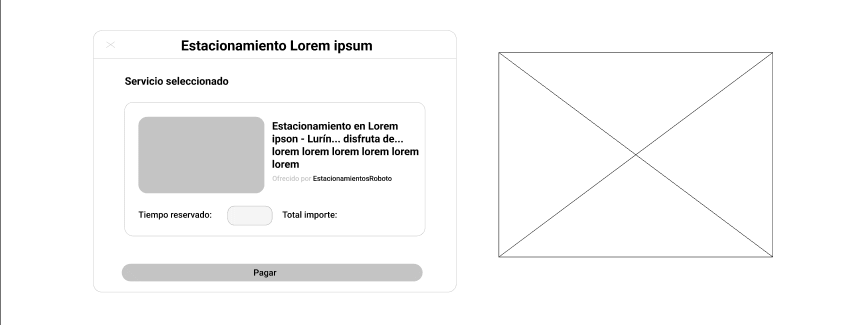 Estacionamiento Lorem ipsum
Servicio seleccionado
Estacionamiento en Lorem
ipson - Lurín... disfruta de...
lorem lorem lorem lorem lorem
lorem
Ofrecido por EstacionamientosRoboto
Tiempo reservado: Total importe:
Pagar